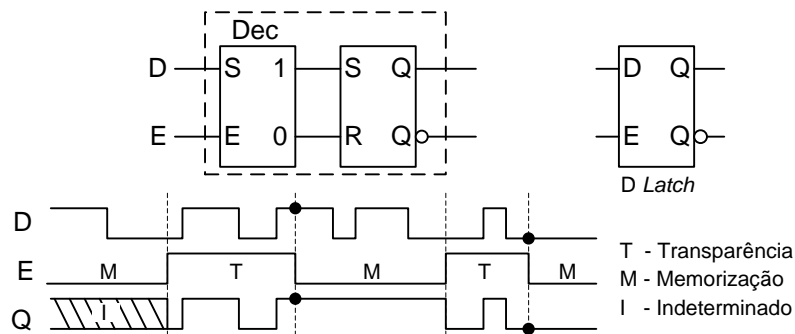 Dec
D S 1 S Q D Q
E E 0 R Q E Q
D Latch
D
E M T M T M
Q I
T - Transparência
M - Memorização
I - Indeterminado